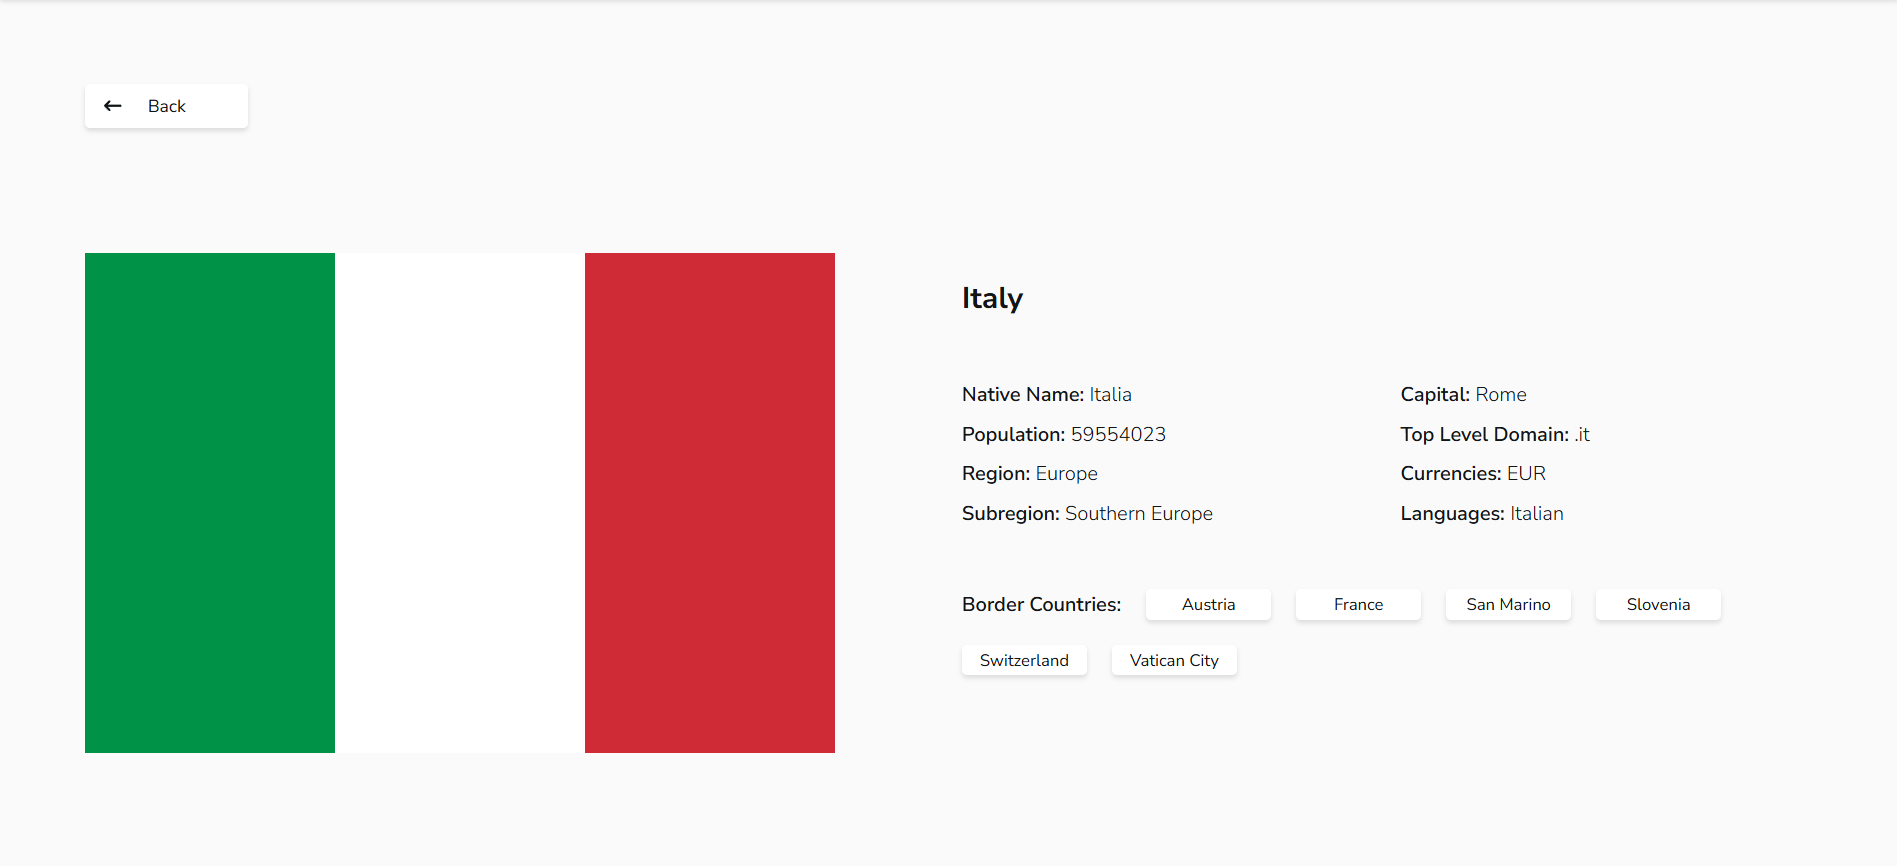 Back
Italy
Native Name: Italia
Population: 59554023
Region: Europe
Subregion: Southern Europe
Capital: Rome
Top Level Domain: .it
Currencies: EUR
Languages: Italian
Border Countries: Austria France San Marino Slovenia
Switzerland Vatican City